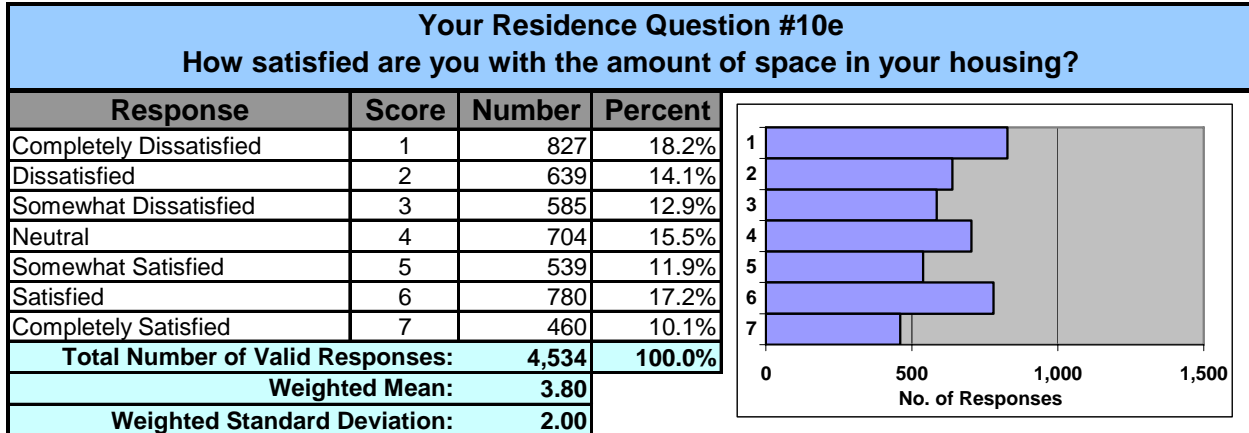 Your Residence Question #10e
How satisfied are you with the amount of space in your housing?
Response Score Number Percent
Completely Dissatisfied 1 827 18.2%
Dissatisfied 2 639 14.1%
Somewhat Dissatisfied 3 585 12.9%
Neutral 4 704 15.5%
Somewhat Satisfied 5 539 11.9%
Satisfied 6 780 17.2%
Completely Satisfied 7 460 10.1%
Total Number of Valid Responses: 4,534 100.0%
Weighted Mean: 3.80
Weighted Standard Deviation: 2.00
1
2
3
4
5
6
7
0 500 1,000 1,500
No. of Responses